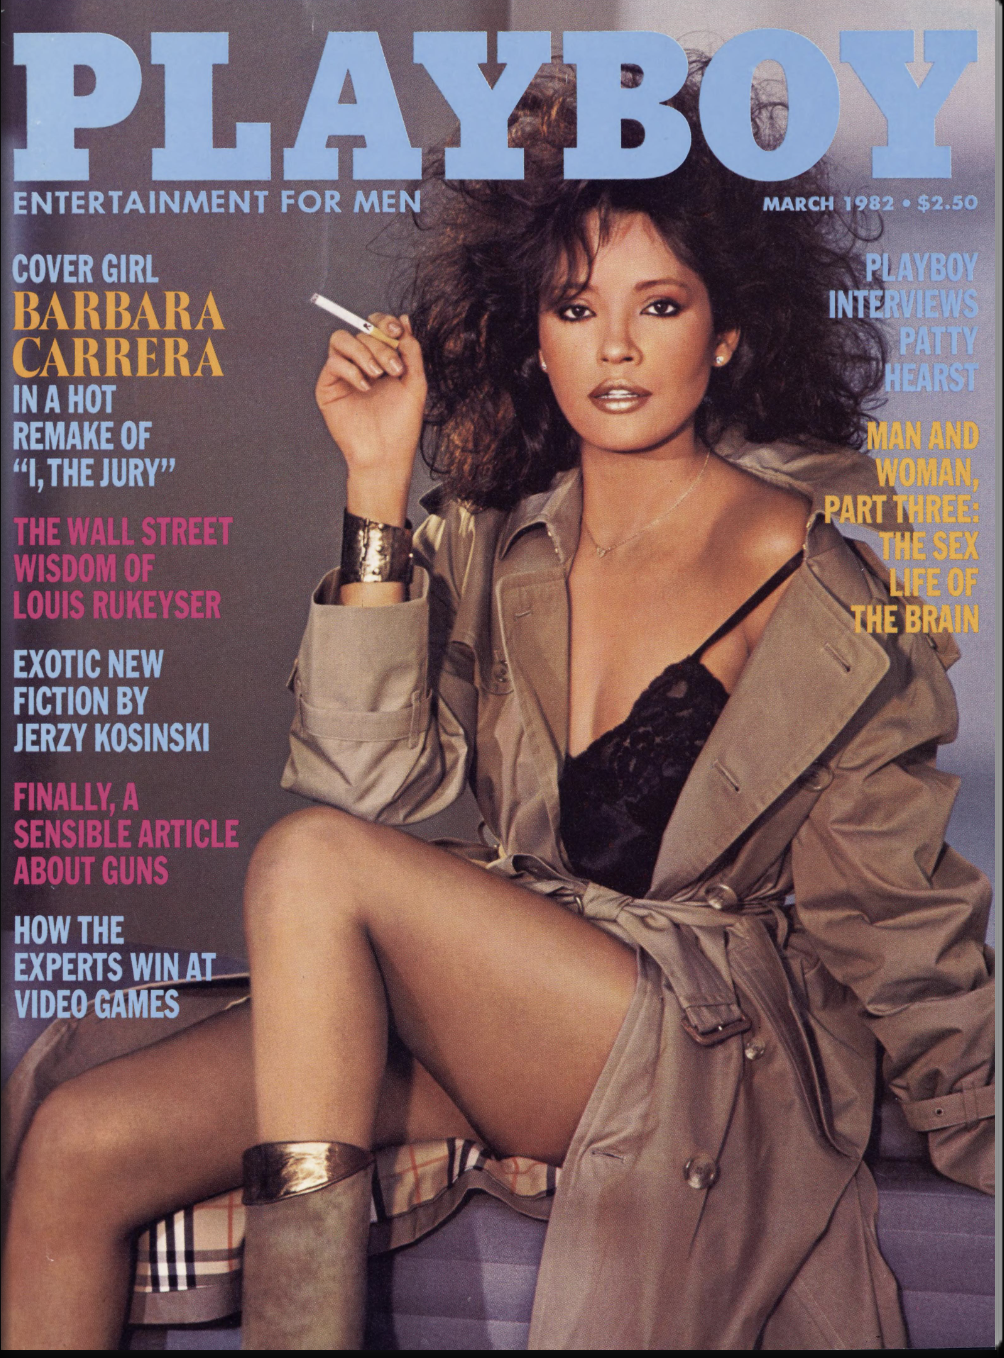 PLAYBOY
ENTERTAINMENT FOR MEN
MARCH 1982 • $2.50
COVER GIRL
BARBARA
CARRERA
IN A HOT
REMAKE OF
“I, THE JURY”
THE WALL STREET
WISDOM OF
LOUIS RUKEYSER
EXOTIC NEW
FICTION BY
JERZY KOSINSKI
FINALLY, A
SENSIBLE ARTICLE
ABOUT GUNS
HOW THE
EXPERTS WIN AT
VIDEO GAMES
PLAYBOY
INTERVIEWS
PATTY
HEARST
MAN AND
WOMAN,
PART THREE:
THE SEX
LIFE OF
THE BRAIN